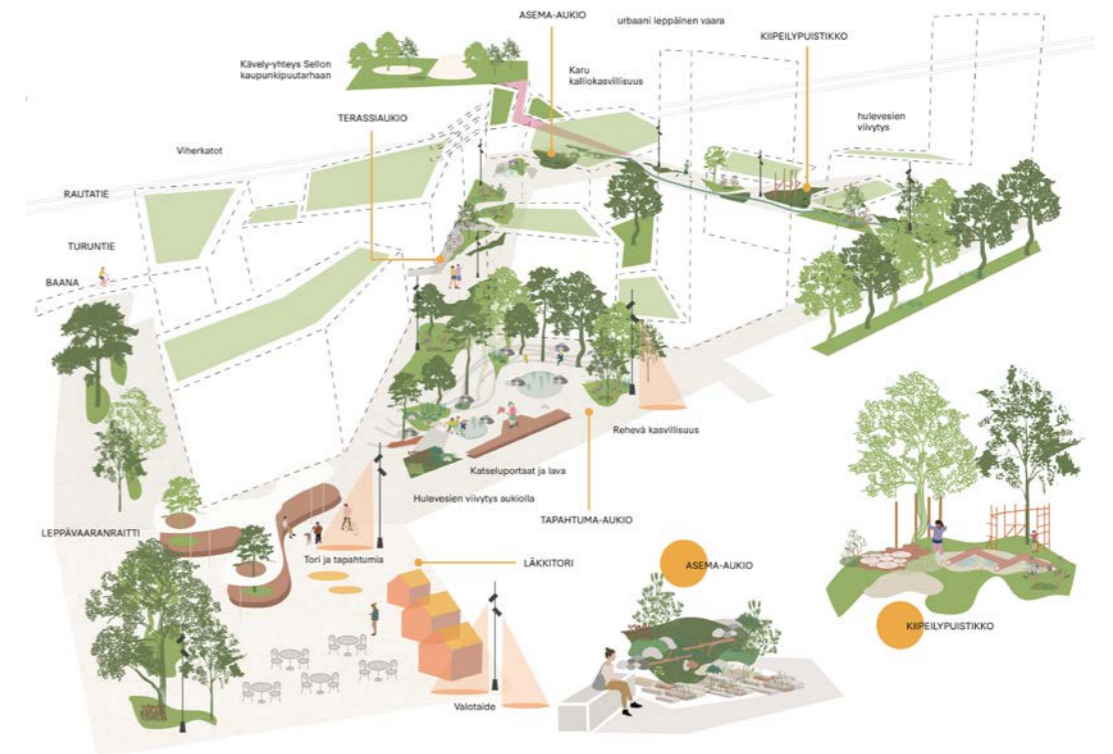 ASEMA-AUKIO
urbaani leppäinen vaara
KIIPEILYPUISTIKKO
Kävely-yhteys Sellon
kaupunkipuutarhaan
Karu
kalliokasvillisuus
TERASSIAUKIO
hulevesien
viivytys
Viherkatot
RAUTATIE
TURUNTIE
BAANA
Rehevä kasvillisuus
Katseluportaat ja lava
Hulevesien viivytys aukiolla
TAPAHTUMA-AUKIO
LEPPÄVAARANRAITTI
Tori ja tapahtumia
LÄKKITORI
ASEMA-AUKIO
KIIPEILYPUISTIKKO
Valotaide